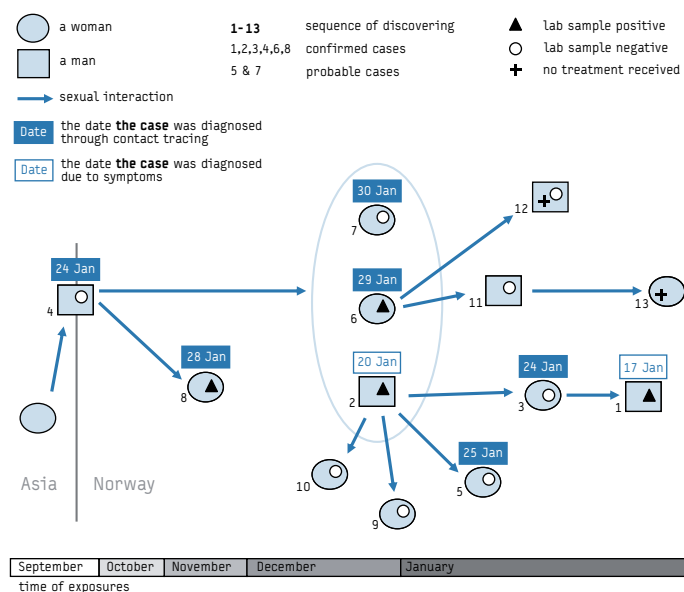 a woman
a man
sexual interaction
Date the date the case was diagnosed
through contact tracing
Date the date the case was diagnosed
due to symptoms
1-13 sequence of discovering
1,2,3,4,6,8 confirmed cases
5 & 7 probable cases
lab sample positive
lab sample negative
no treatment received
30 Jan
7
12
24 Jan
4
29 Jan
6
11
13
28 Jan
8
20 Jan
2
24 Jan
3
17 Jan
1
25 Jan
5
10
9
Asia Norway
September October November December January
time of exposures